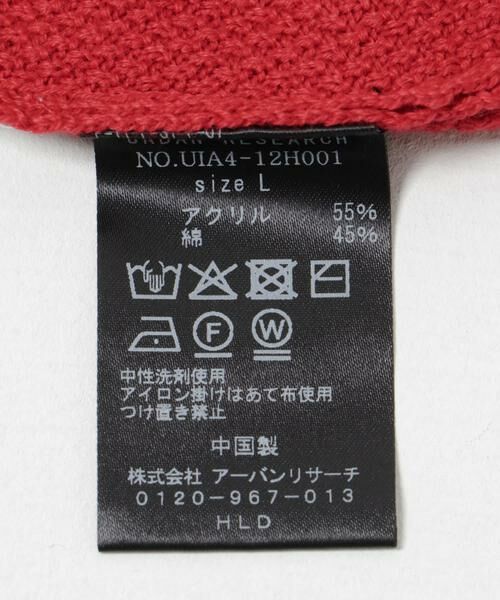 URBAN RESEARCH
NO.UIA4-12H001
size L
アクリル 55%
綿 45%
F
W
中性洗剤使用
アイロン掛けはあて布使用
つけ置き禁止
中国製
株式会社 アーバンリサーチ
0120-967-013
HLD